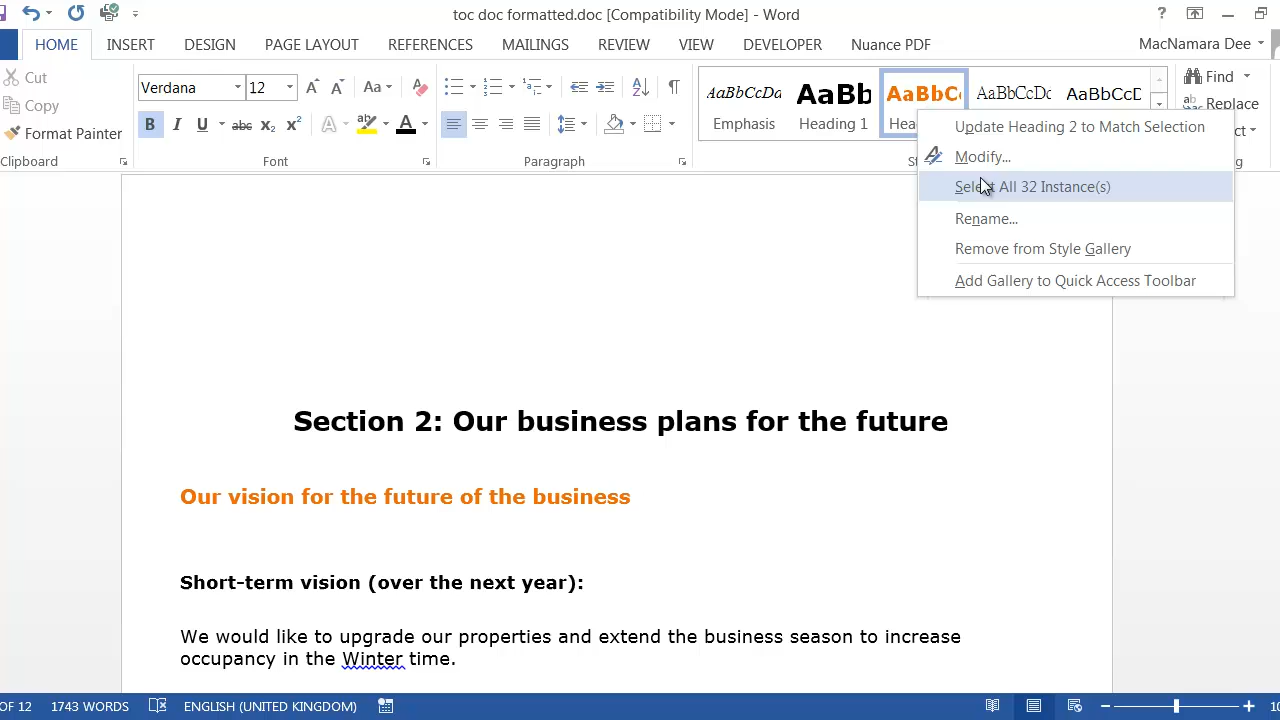 toc doc formatted.doc [Compatibility Mode] - Word
?
HOME INSERT DESIGN PAGE LAYOUT REFERENCES MAILINGS REVIEW VIEW DEVELOPER Nuance PDF MacNamara Dee
Cut
Copy
Format Painter
Clipboard
Verdana 12
Font
Paragraph
AaBbCcDd AaBb AaBbC AaBbCcDc AaBbCcDc
Emphasis Heading 1 Hea
Find
Replace
Update Heading 2 to Match Selection
Modify...
Select All 32 Instance(s)
Rename...
Remove from Style Gallery
Add Gallery to Quick Access Toolbar
Section 2: Our business plans for the future
Our vision for the future of the business
Short-term vision (over the next year):
We would like to upgrade our properties and extend the business season to increase
occupancy in the Winter time.
OF 12 1743 WORDS ENGLISH (UNITED KINGDOM) 10